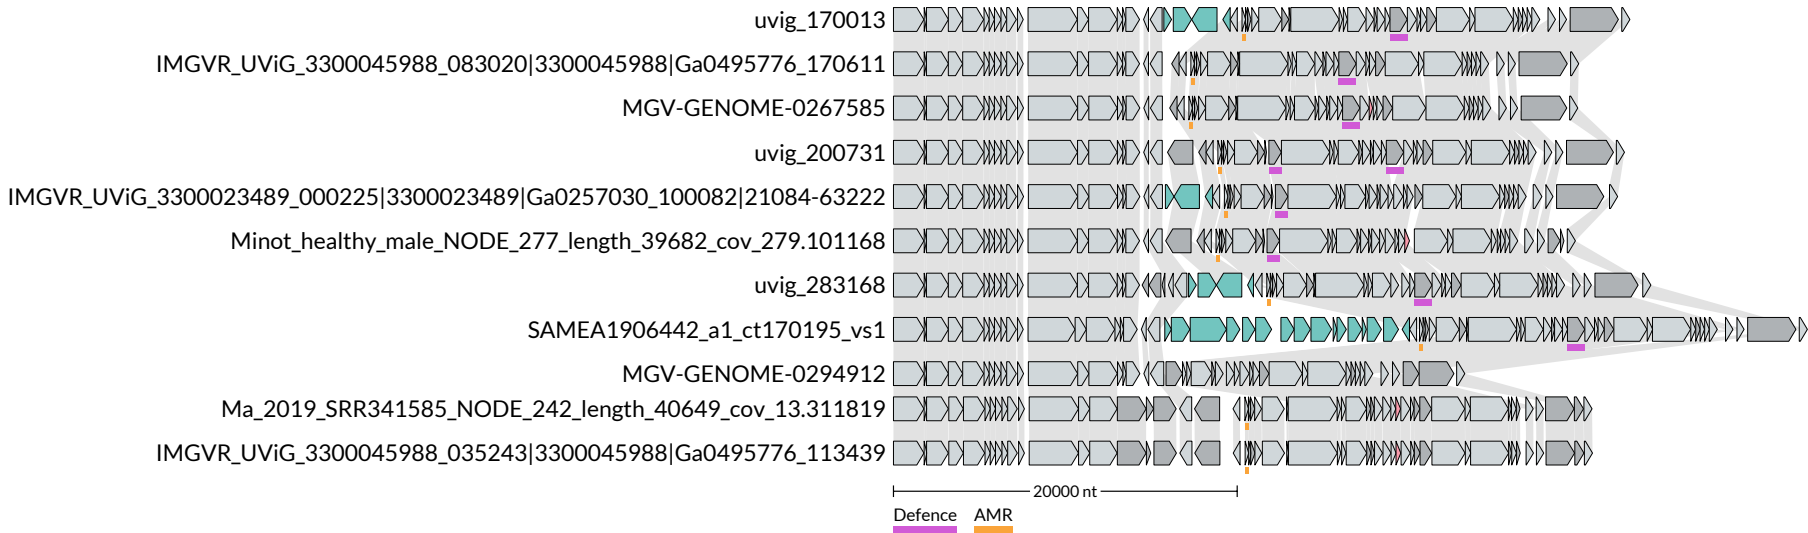 uvig_170013
IMGVR_UViG_3300045988_083020|3300045988|Ga0495776_170611
MGV-GENOME-0267585
uvig_200731
IMGVR_UViG_3300023489_000225|3300023489|Ga0257030_100082|21084-63222
Minot_healthy_male_NODE_277_length_39682_cov_279.101168
uvig_283168
SAMEA1906442_a1_ct170195_vs1
MGV-GENOME-0294912
Ma_2019_SRR341585_NODE_242_length_40649_cov_13.311819
IMGVR_UViG_3300045988_035243|3300045988|Ga0495776_113439
20000 nt
Defence AMR